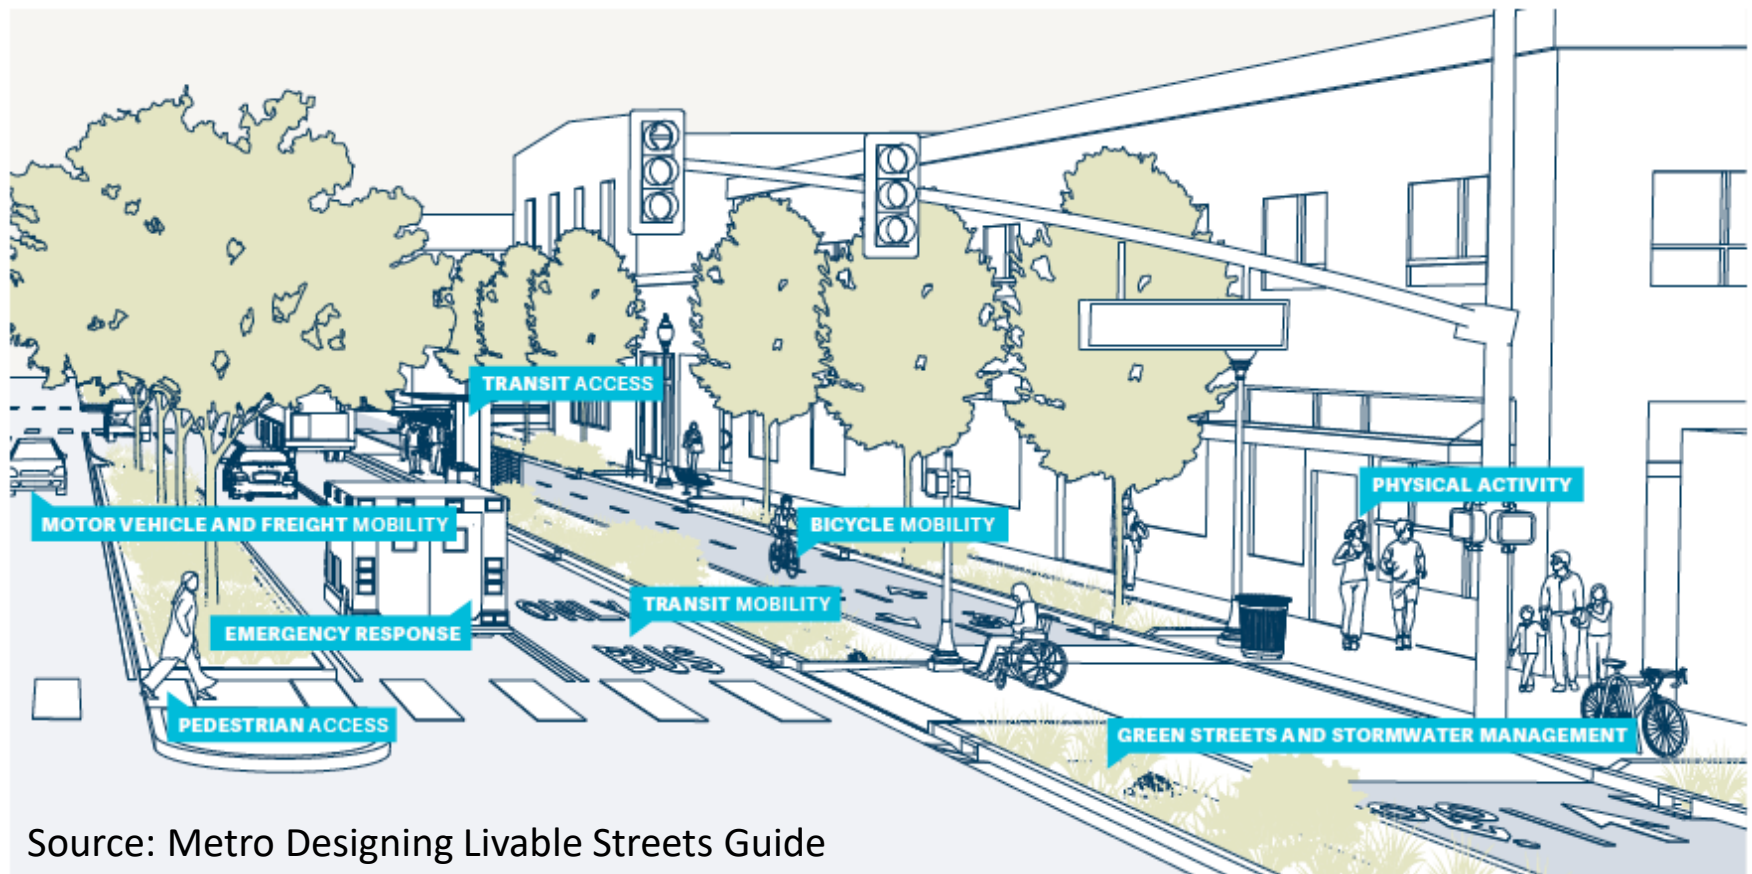 TRANSIT ACCESS
PHYSICAL ACTIVITY
MOTOR VEHICLE AND FREIGHT MOBILITY
BICYCLE MOBILITY
TRANSIT MOBILITY
ONLY
EMERGENCY RESPONSE
BUS
PEDESTRIAN ACCESS
GREEN STREETS AND STORMWATER MANAGEMENT
Source: Metro Designing Livable Streets Guide